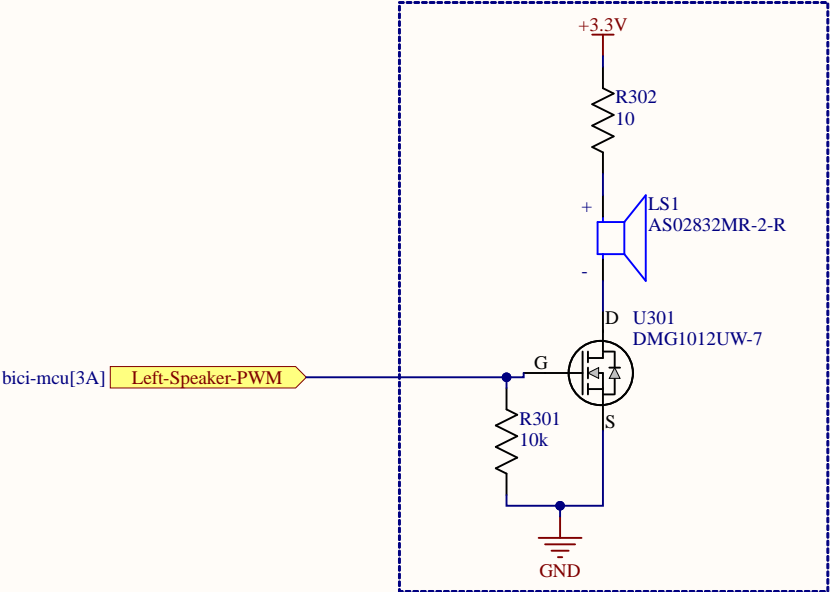 +3.3V
R302
10
+
LS1
AS02832MR-2-R
-
D
U301
DMG1012UW-7
G
bici-mcu[3A]
Left-Speaker-PWM
S
R301
10k
GND